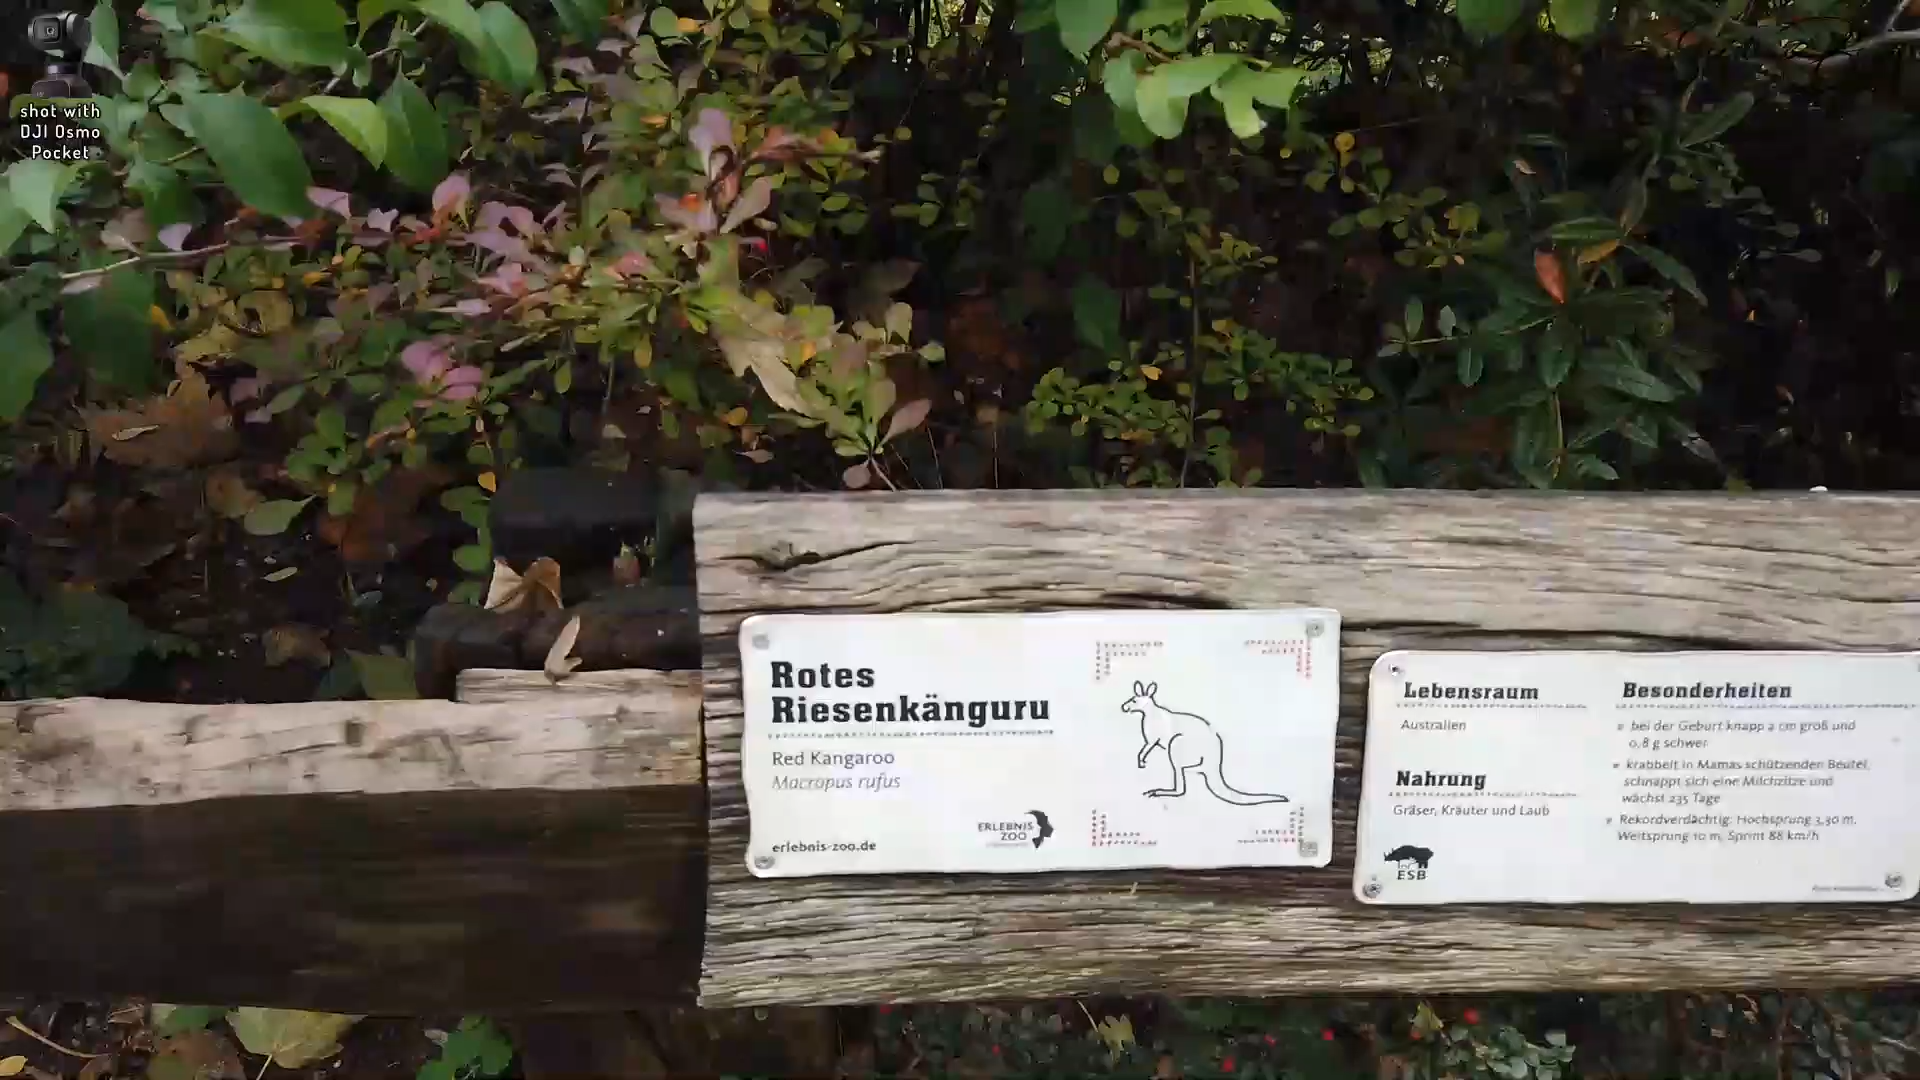 shot with
DJI Osmo
Pocket
Rotes
Riesenkänguru
Red Kangaroo
Macropus rufus
erlebnis-zoo.de
ERLEBNIS
ZOO
Lebensraum
Australien
Nahrung
Gräser, Kräuter und Laub
ESB
Besonderheiten
bei der Geburt knapp 2 cm groß und
0,8 g schwer
krabbelt in Mamas schützenden Beutel,
schnappt sich eine Milchzitze und
wächst 235 Tage
Rekordverdächtig: Hochsprung 3,30 m,
Weitsprung 10 m, Sprint 88 km/h